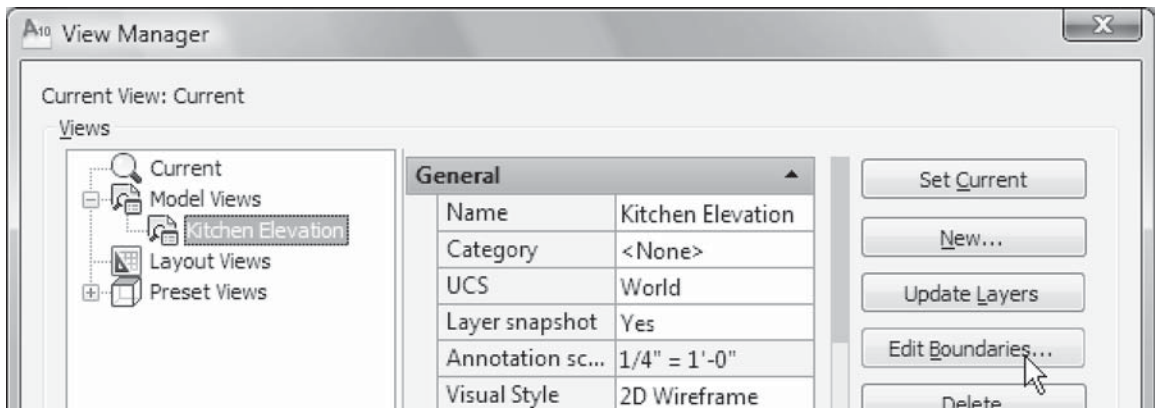 A10 View Manager
X
Current View: Current
Views
Current
Model Views
Kitchen Elevation
Layout Views
Preset Views
General
Name Kitchen Elevation
Category <None>
UCS World
Layer snapshot Yes
Annotation sc... 1/4" = 1'-0"
Visual Style 2D Wireframe
Set Current
New...
Update Layers
Edit Boundaries...
Delete